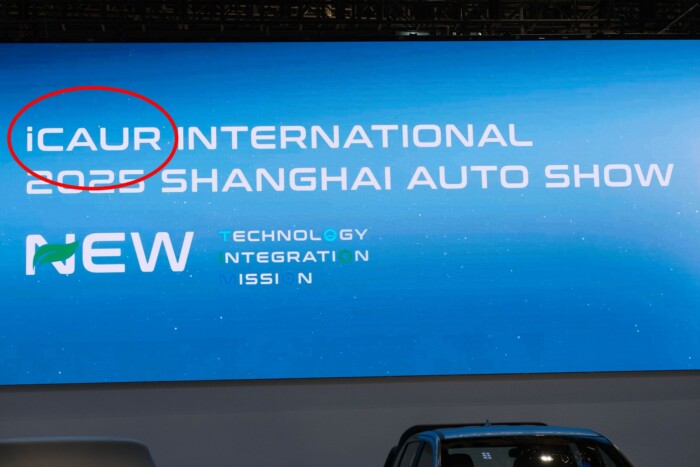 iCAUR INTERNATIONAL
2025 SHANGHAI AUTO SHOW
NEW
TECHNOLOGY
INTEGRATION
MISSION